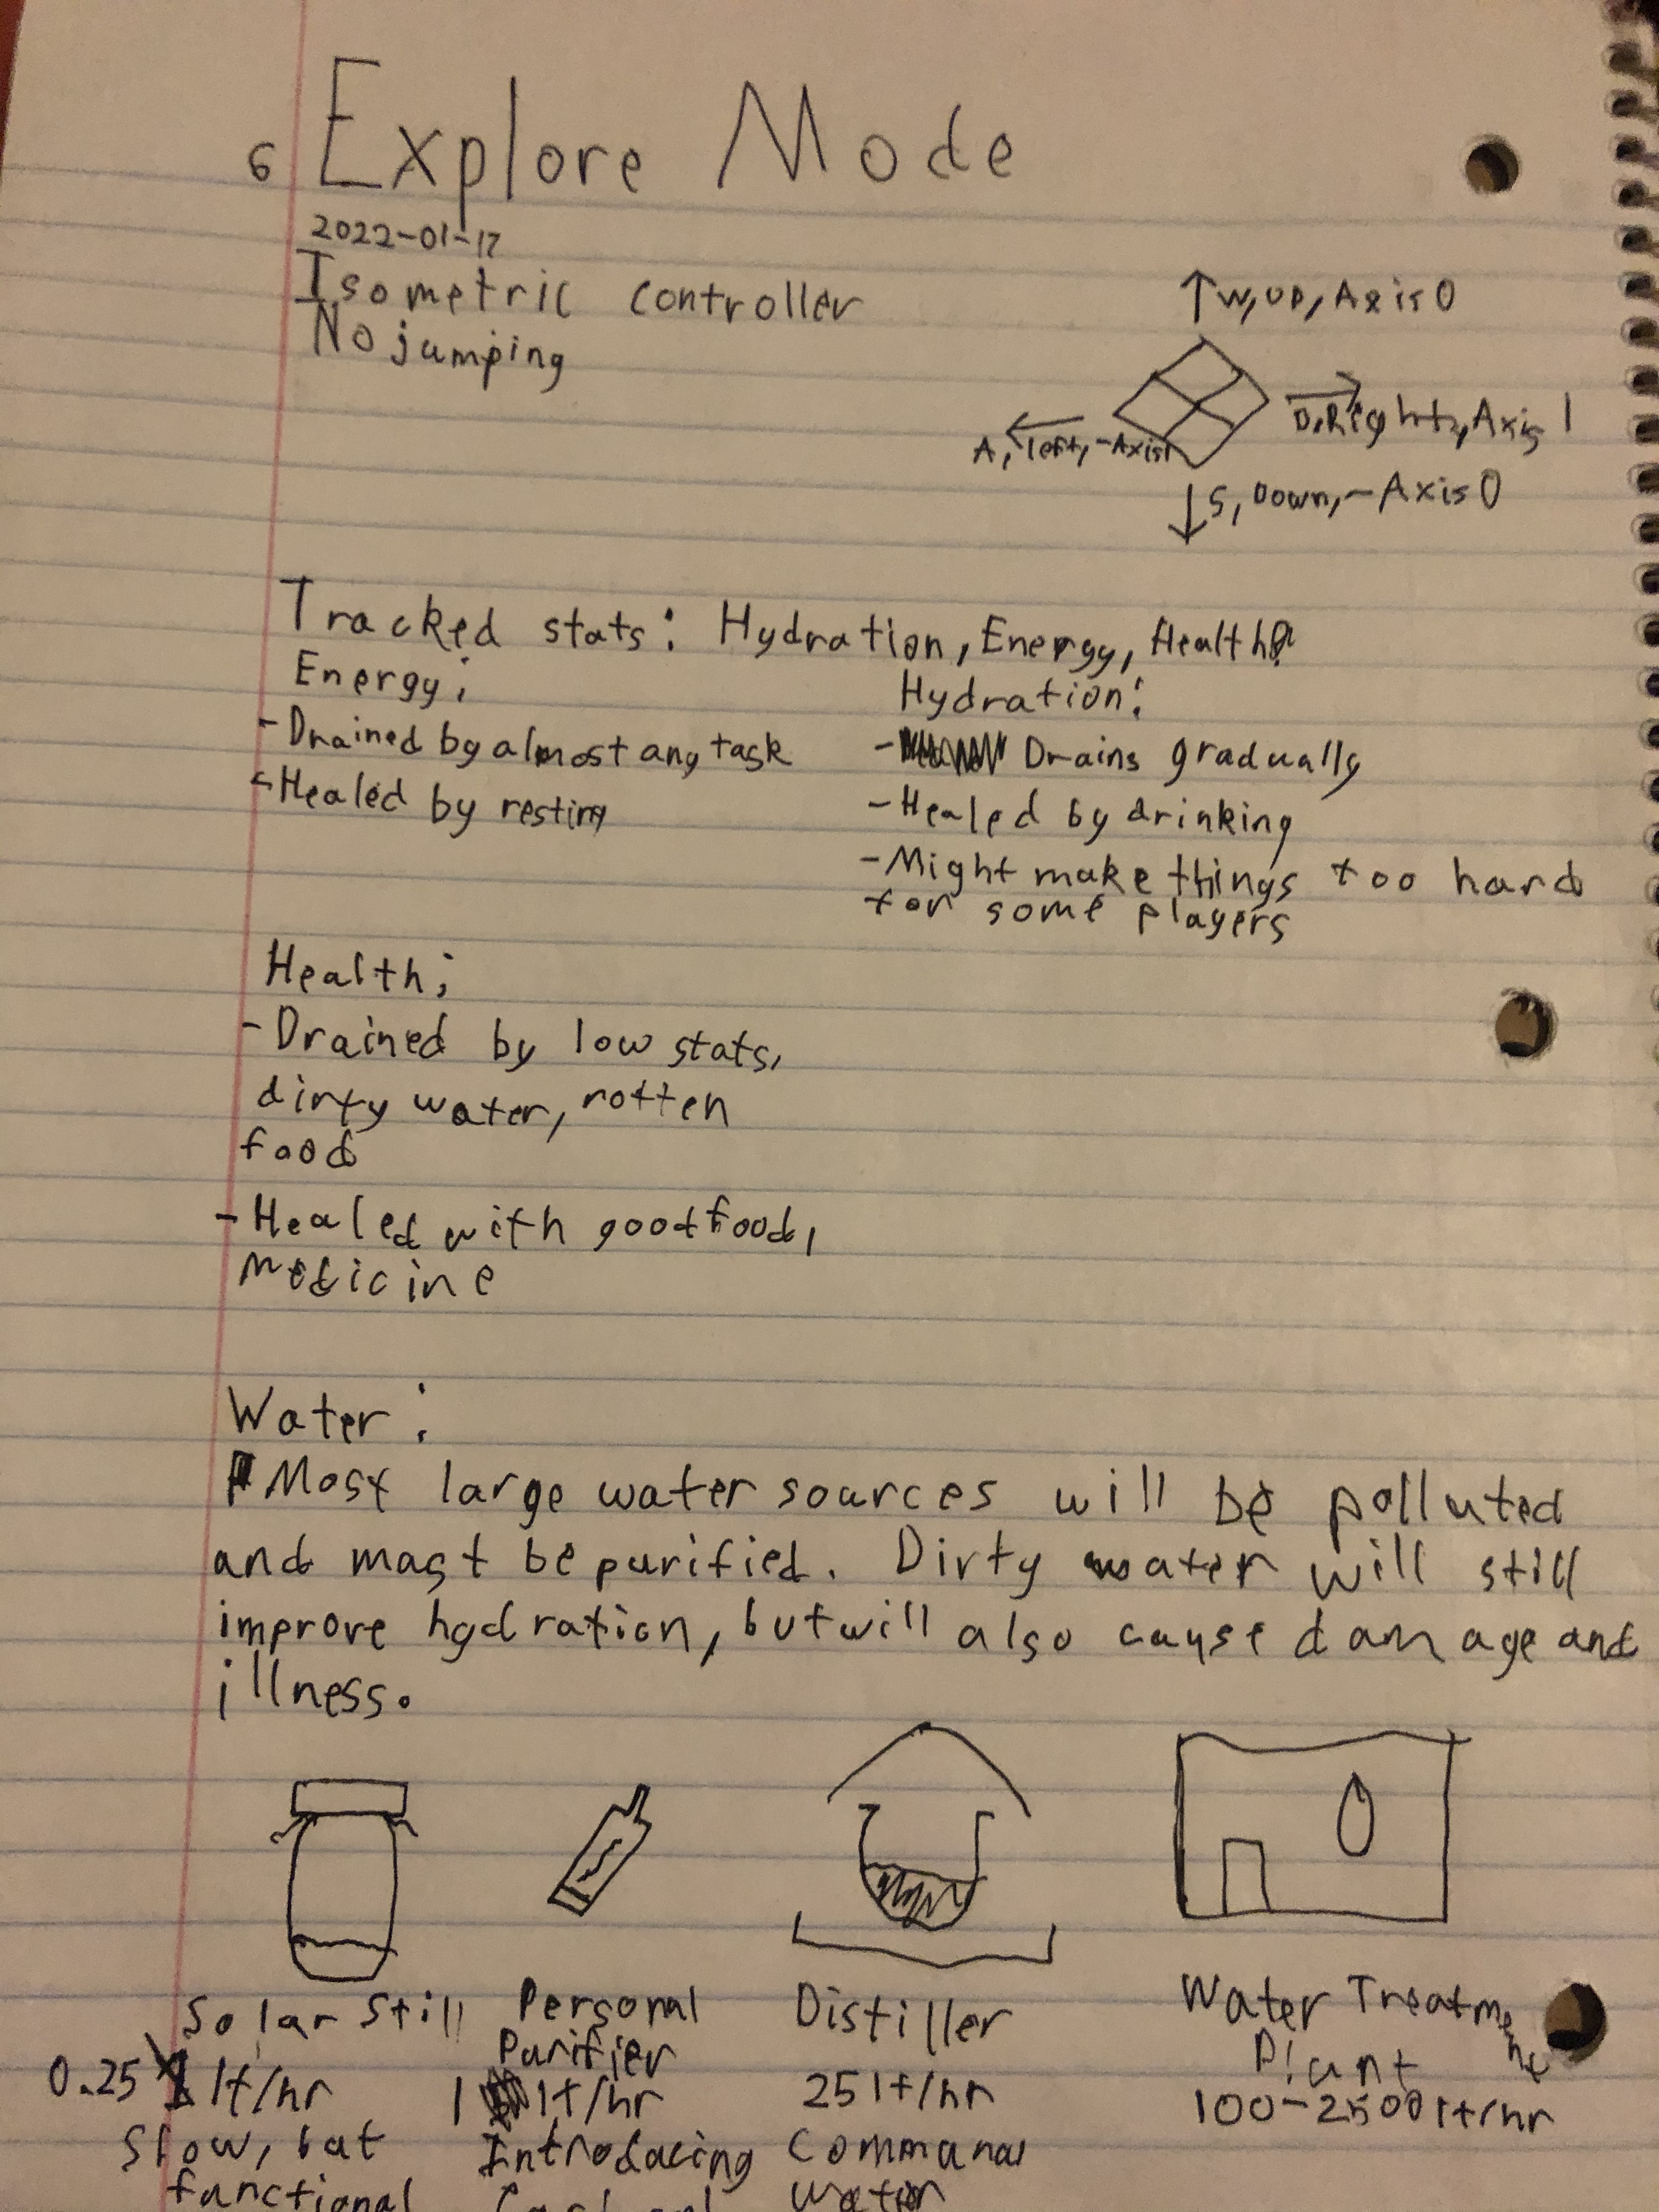 6 Explore Mode
2022-01-17
Isometric controller
No jumping
W, up, Axis 0
D, Right, Axis 1
A, left, -Axis1
S, Down, -Axis 0
Tracked stats: Hydration, Energy, Health?
Energy:
-Drained by almost any task
-Healed by resting
Hydration:
- Drains gradually
-Healed by drinking
-Might make things too hard
for some players
Health:
-Drained by low stats,
dirty water, rotten
food
-Healed with good food,
medicine
Water:
Most large water sources will be polluted
and must be purified. Dirty water will still
improve hydration, but will also cause damage and
illness.
Solar Still
0.25 lt/hr
Slow, but
functional
Personal
Purifier
1 lt/hr
Introducing
Distiller
25 lt/hr
Communal
water
Water Treatment
Plant
100-2500 lt/hr